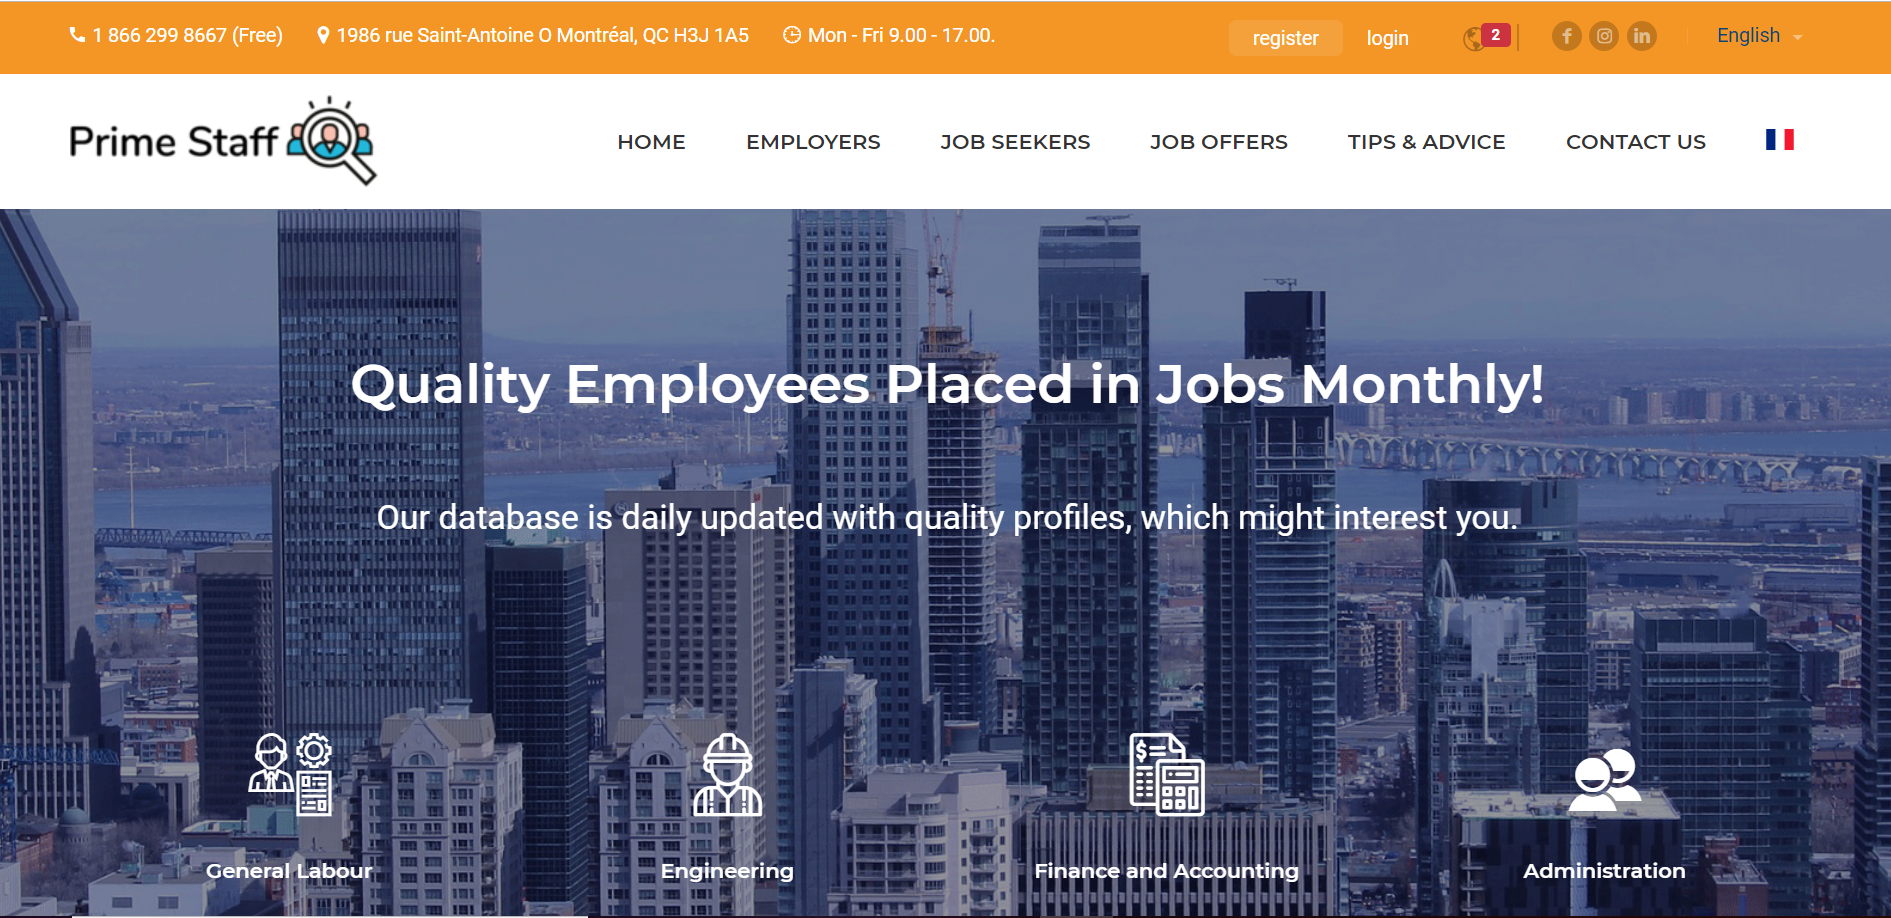 1 866 299 8667 (Free)
1986 rue Saint-Antoine O Montréal, QC H3J 1A5
Mon - Fri 9.00 - 17.00.
register
login
2
English
Prime Staff
HOME
EMPLOYERS
JOB SEEKERS
JOB OFFERS
TIPS & ADVICE
CONTACT US
Quality Employees Placed in Jobs Monthly!
Our database is daily updated with quality profiles, which might interest you.
General Labour
Engineering
Finance and Accounting
Administration